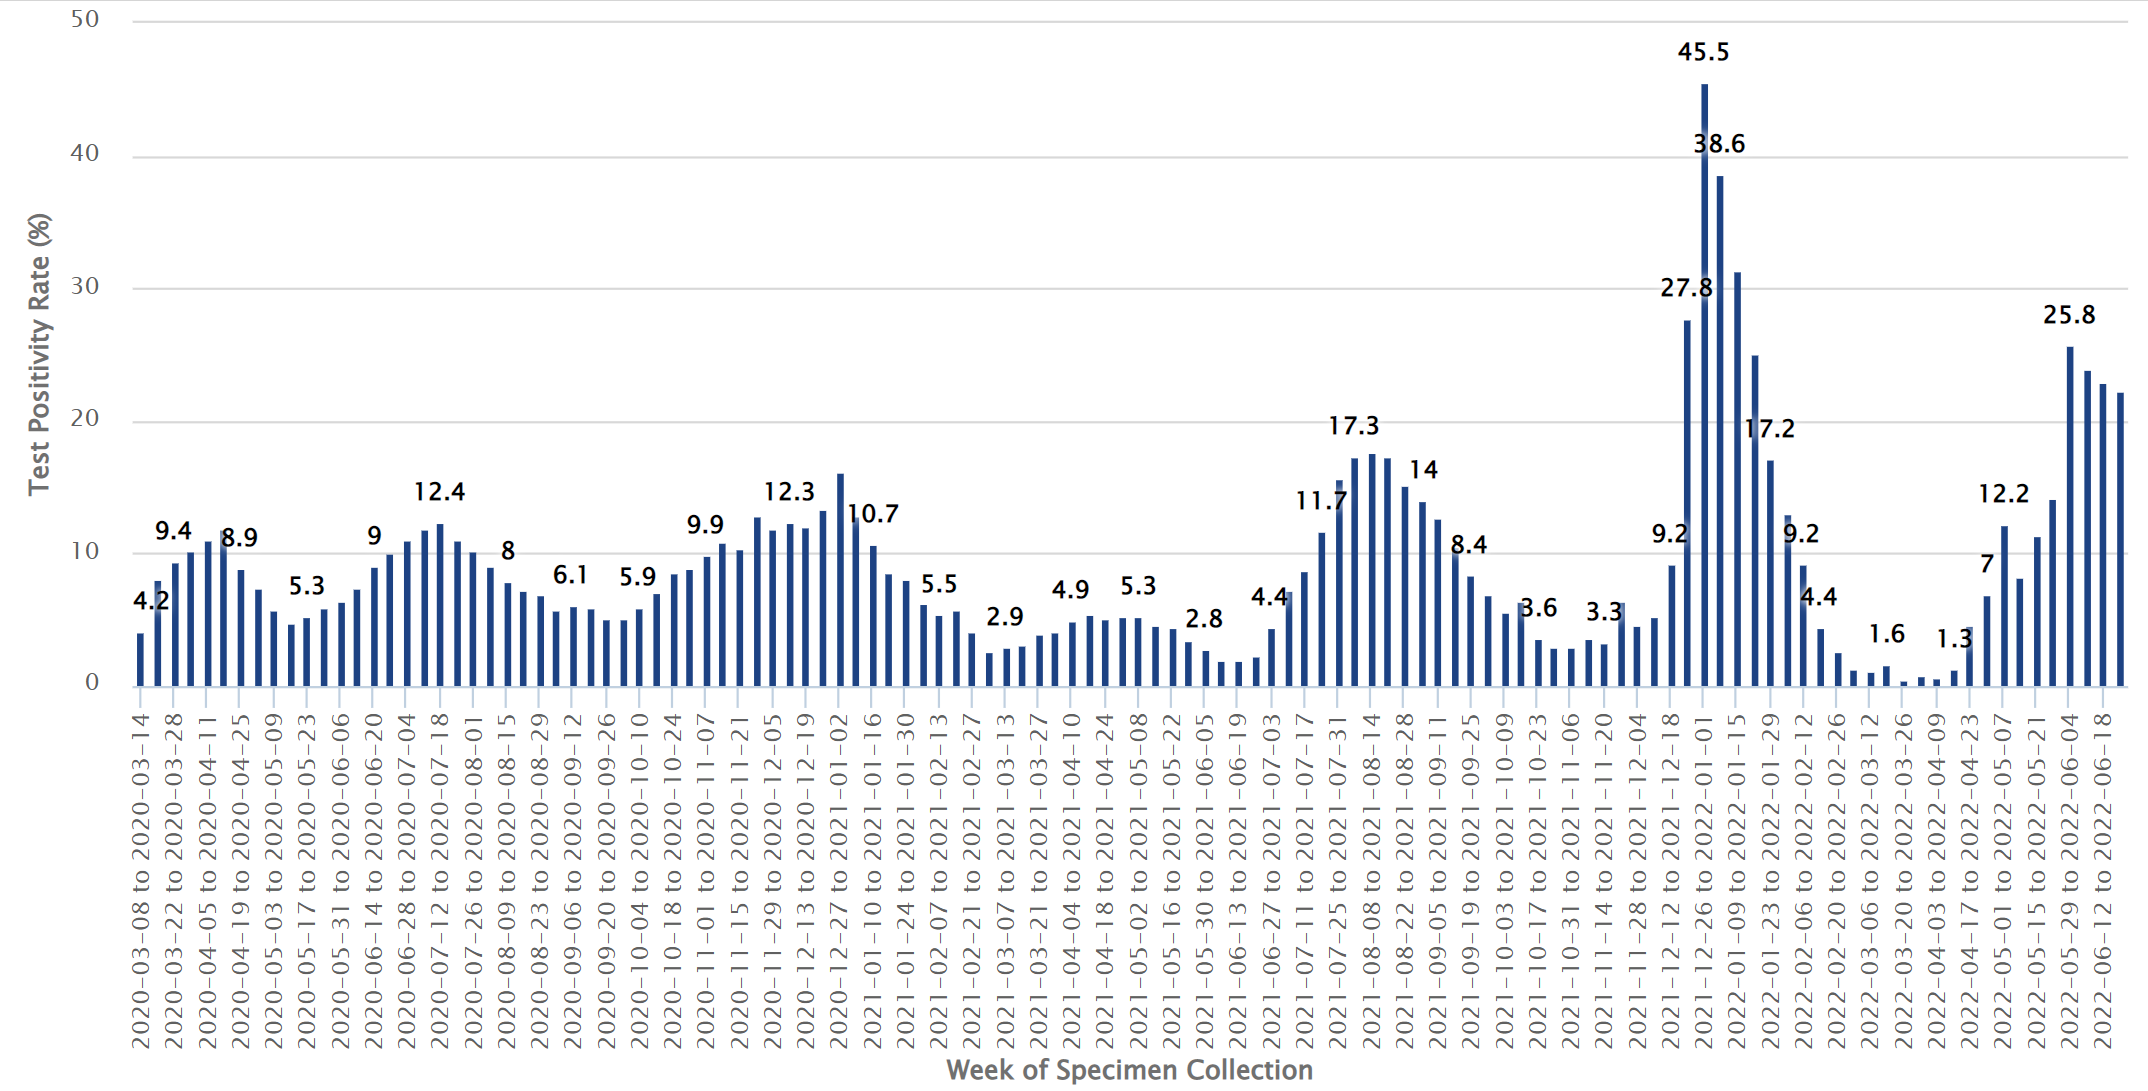 50
40
30
20
10
0
Test Positivity Rate (%)
4.2
9.4
8.9
5.3
9
12.4
8
6.1
5.9
9.9
12.3
10.7
5.5
2.9
4.9
5.3
2.8
4.4
11.7
17.3
14
8.4
3.6
3.3
9.2
27.8
45.5
38.6
17.2
9.2
4.4
1.6
1.3
7
12.2
25.8
2020-03-08 to 2020-03-14
2020-03-22 to 2020-03-28
2020-04-05 to 2020-04-11
2020-04-19 to 2020-04-25
2020-05-03 to 2020-05-09
2020-05-17 to 2020-05-23
2020-05-31 to 2020-06-06
2020-06-14 to 2020-06-20
2020-06-28 to 2020-07-04
2020-07-12 to 2020-07-18
2020-07-26 to 2020-08-01
2020-08-09 to 2020-08-15
2020-08-23 to 2020-08-29
2020-09-06 to 2020-09-12
2020-09-20 to 2020-09-26
2020-10-04 to 2020-10-10
2020-10-18 to 2020-10-24
2020-11-01 to 2020-11-07
2020-11-15 to 2020-11-21
2020-11-29 to 2020-12-05
2020-12-13 to 2020-12-19
2020-12-27 to 2021-01-02
2021-01-10 to 2021-01-16
2021-01-24 to 2021-01-30
2021-02-07 to 2021-02-13
2021-02-21 to 2021-02-27
2021-03-07 to 2021-03-13
2021-03-21 to 2021-03-27
2021-04-04 to 2021-04-10
2021-04-18 to 2021-04-24
2021-05-02 to 2021-05-08
2021-05-16 to 2021-05-22
2021-05-30 to 2021-06-05
2021-06-13 to 2021-06-19
2021-06-27 to 2021-07-03
2021-07-11 to 2021-07-17
2021-07-25 to 2021-07-31
2021-08-08 to 2021-08-14
2021-08-22 to 2021-08-28
2021-09-05 to 2021-09-11
2021-09-19 to 2021-09-25
2021-10-03 to 2021-10-09
2021-10-17 to 2021-10-23
2021-10-31 to 2021-11-06
2021-11-14 to 2021-11-20
2021-11-28 to 2021-12-04
2021-12-12 to 2021-12-18
2021-12-26 to 2022-01-01
2022-01-09 to 2022-01-15
2022-01-23 to 2022-01-29
2022-02-06 to 2022-02-12
2022-02-20 to 2022-02-26
2022-03-06 to 2022-03-12
2022-03-20 to 2022-03-26
2022-04-03 to 2022-04-09
2022-04-17 to 2022-04-23
2022-05-01 to 2022-05-07
2022-05-15 to 2022-05-21
2022-05-29 to 2022-06-04
2022-06-12 to 2022-06-18
Week of Specimen Collection